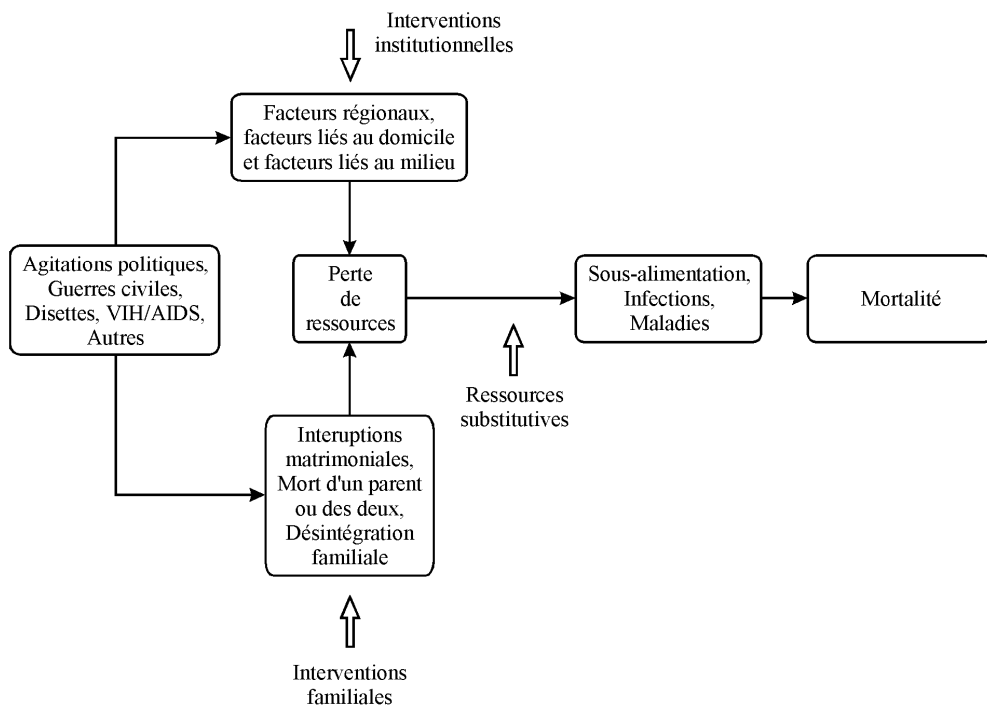 Interventions
institutionnelles
Facteurs régionaux,
facteurs liés au domicile
et facteurs liés au milieu
Agitations politiques,
Guerres civiles,
Disettes, VIH/AIDS,
Autres
Perte
de
ressources
Sous-alimentation,
Infections,
Maladies
Mortalité
Ressources
substitutives
Interuptions
matrimoniales,
Mort d'un parent
ou des deux,
Désintégration
familiale
Interventions
familiales